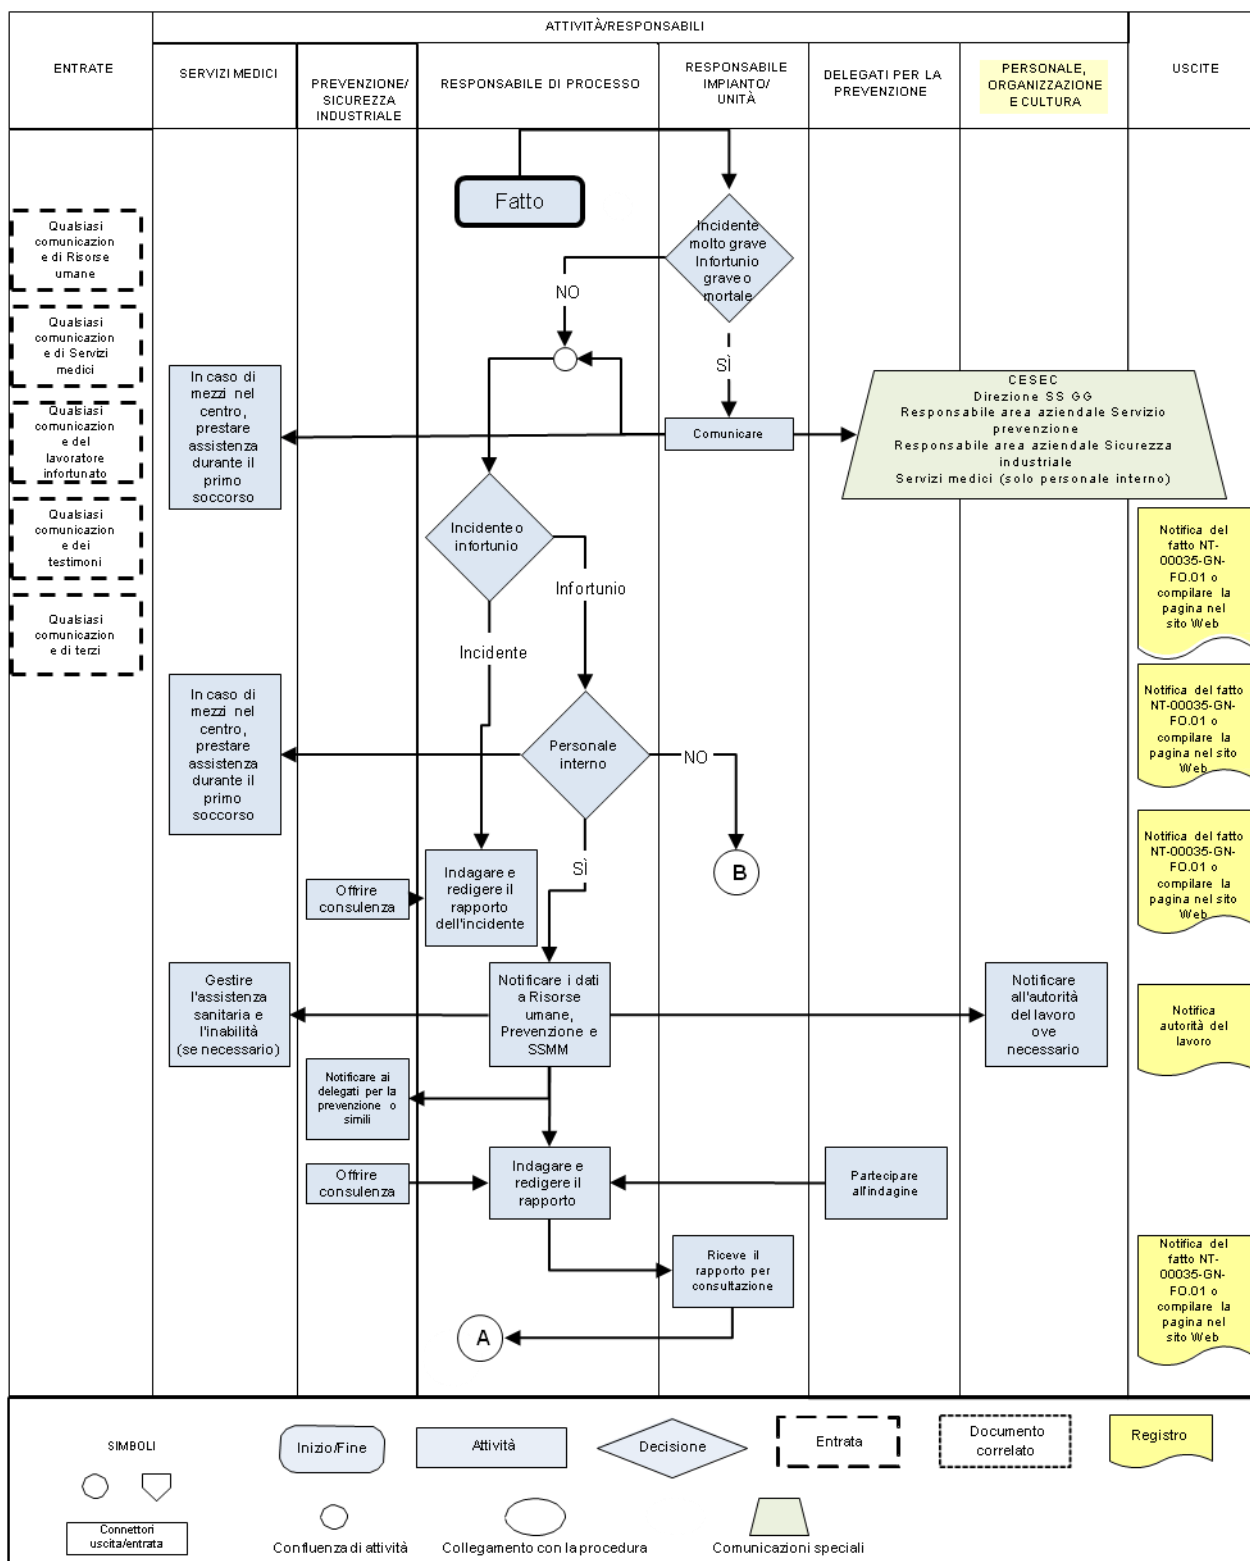 ATTIVITÀ/RESPONSABILI
ENTRATE
SERVIZI MEDICI
PREVENZIONE/
SICUREZZA
INDUSTRIALE
RESPONSABILE DI PROCESSO
RESPONSABILE
IMPIANTO/
UNITÀ
DELEGATI PER LA
PREVENZIONE
PERSONALE,
ORGANIZZAZIONE
E CULTURA
USCITE
Fatto
Incidente
molto grave
Infortunio
grave o
mortale
NO
SÌ
Qualsiasi
comunicazion
e di Risorse
umane
Qualsiasi
comunicazion
e di Servizi
medici
Qualsiasi
comunicazion
e del
lavoratore
infortunato
Qualsiasi
comunicazion
e dei
testimoni
Qualsiasi
comunicazion
e di terzi
In caso di
mezzi nel
centro,
prestare
assistenza
durante il
primo
soccorso
Comunicare
CESEC
Direzione SS GG
Responsabile area aziendale Servizio
prevenzione
Responsabile area aziendale Sicurezza
industriale
Servizi medici (solo personale interno)
Incidente o
infortunio
Infortunio
Incidente
Notifica del
fatto NT-
00035-GN-
FO.01 o
compilare la
pagina nel
sito Web
In caso di
mezzi nel
centro,
prestare
assistenza
durante il
primo
soccorso
Personale
interno
NO
SÌ
B
Notifica del fatto
NT-00035-GN-
FO.01 o
compilare la
pagina nel sito
Web
Offrire
consulenza
Indagare e
redigere il
rapporto
dell'incidente
Notifica del fatto
NT-00035-GN-
FO.01 o
compilare la
pagina nel sito
Web
Gestire
l'assistenza
sanitaria e
l'inabilità
(se necessario)
Notificare i dati
a Risorse
umane,
Prevenzione e
SSMM
Notificare
all'autorità
del lavoro
ove
necessario
Notifica
autorità del
lavoro
Notificare ai
delegati per la
prevenzione o
simili
Offrire
consulenza
Indagare e
redigere il
rapporto
Partecipare
all'indagine
Riceve il
rapporto per
consultazione
A
Notifica del
fatto NT-
00035-GN-
FO.01 o
compilare la
pagina nel
sito Web
SIMBOLI
Inizio/Fine
Attività
Decisione
Entrata
Documento
correlato
Registro
Connettori
uscita/entrata
Confluenza di attività
Collegamento con la procedura
Comunicazioni speciali